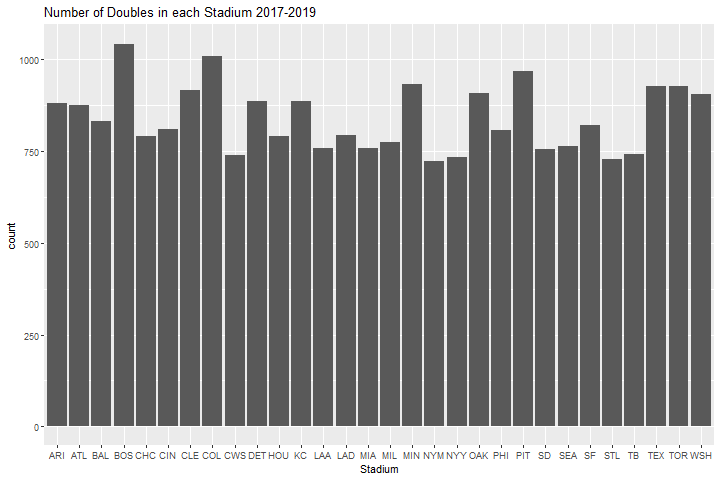 Number of Doubles in each Stadium 2017-2019
1000
750
500
250
0
count
ARI ATL BAL BOS CHC CIN CLE COL CWS DET HOU KC LAA LAD MIA MIL MIN NYM NYY OAK PHI PIT SD SEA SF STL TB TEX TOR WSH
Stadium